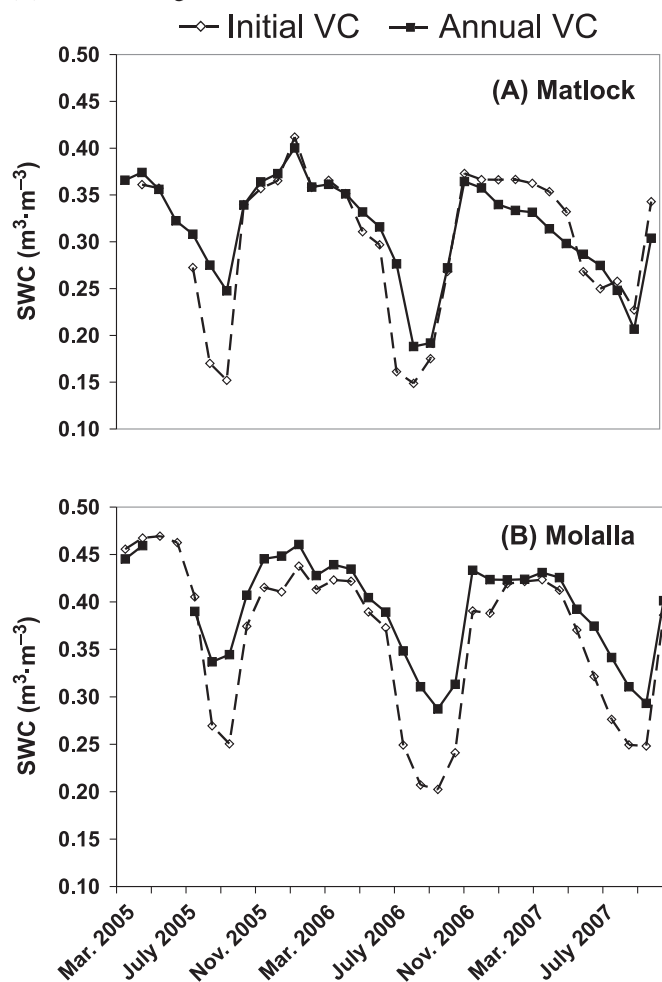 Initial VC Annual VC
(A) Matlock
SWC (m³·m⁻³)
0.50
0.45
0.40
0.35
0.30
0.25
0.20
0.15
0.10
(B) Molalla
SWC (m³·m⁻³)
0.50
0.45
0.40
0.35
0.30
0.25
0.20
0.15
0.10
Mar. 2005
July 2005
Nov. 2005
Mar. 2006
July 2006
Nov. 2006
Mar. 2007
July 2007